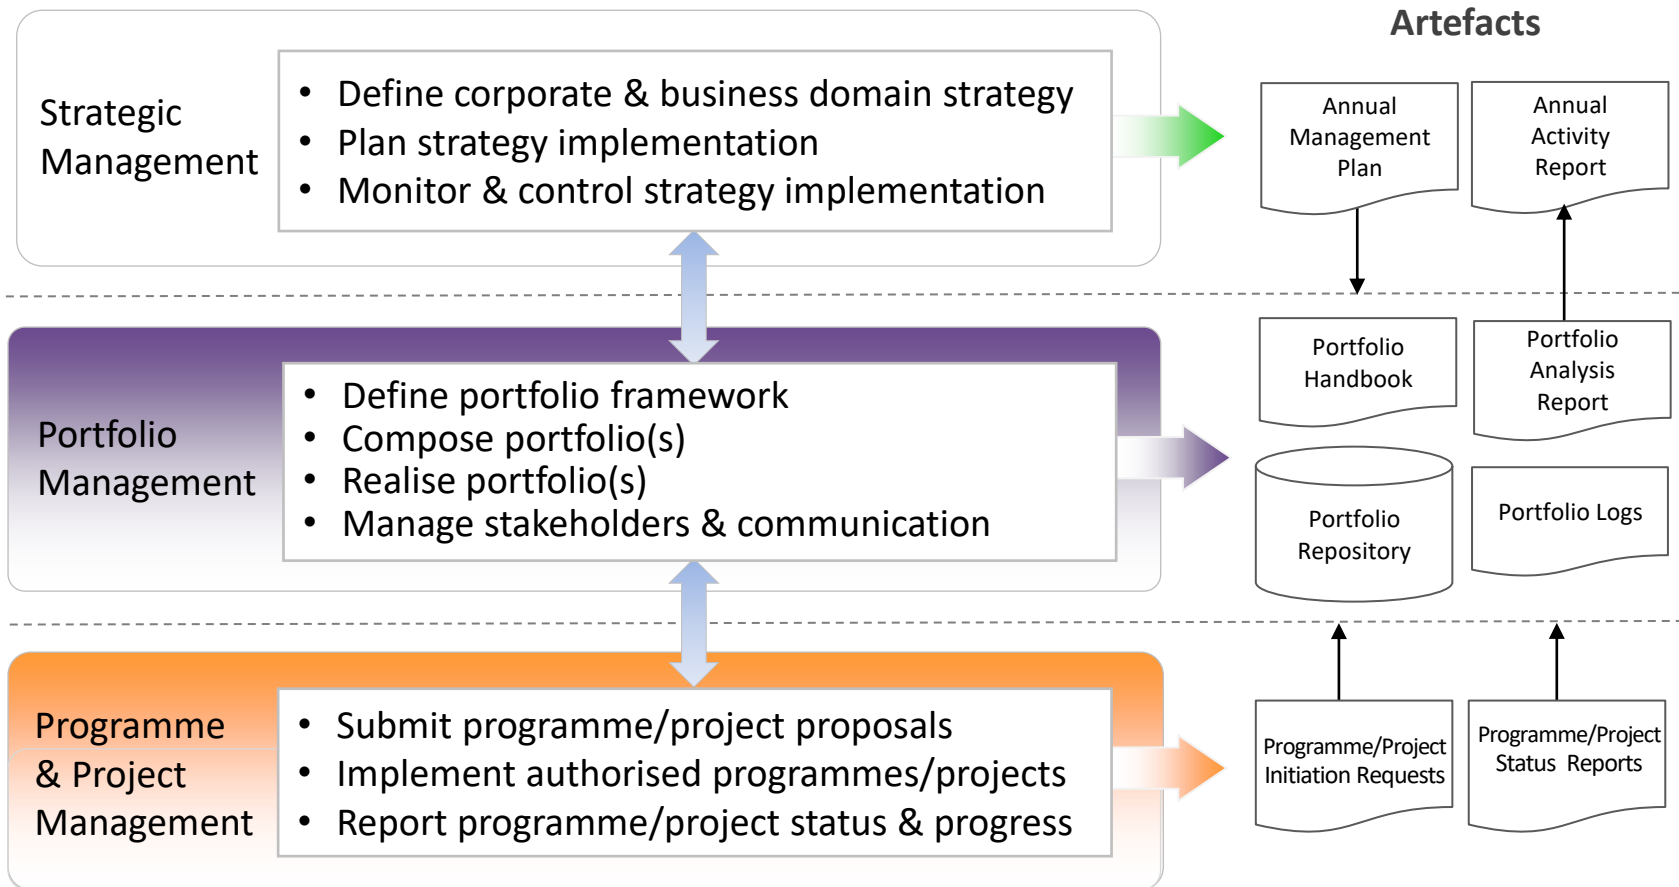 Artefacts
Strategic
Management
• Define corporate & business domain strategy
• Plan strategy implementation
• Monitor & control strategy implementation
Annual
Management
Plan
Annual
Activity
Report
Portfolio
Management
• Define portfolio framework
• Compose portfolio(s)
• Realise portfolio(s)
• Manage stakeholders & communication
Portfolio
Handbook
Portfolio
Analysis
Report
Portfolio
Repository
Portfolio Logs
Programme
& Project
Management
• Submit programme/project proposals
• Implement authorised programmes/projects
• Report programme/project status & progress
Programme/Project
Initiation Requests
Programme/Project
Status Reports